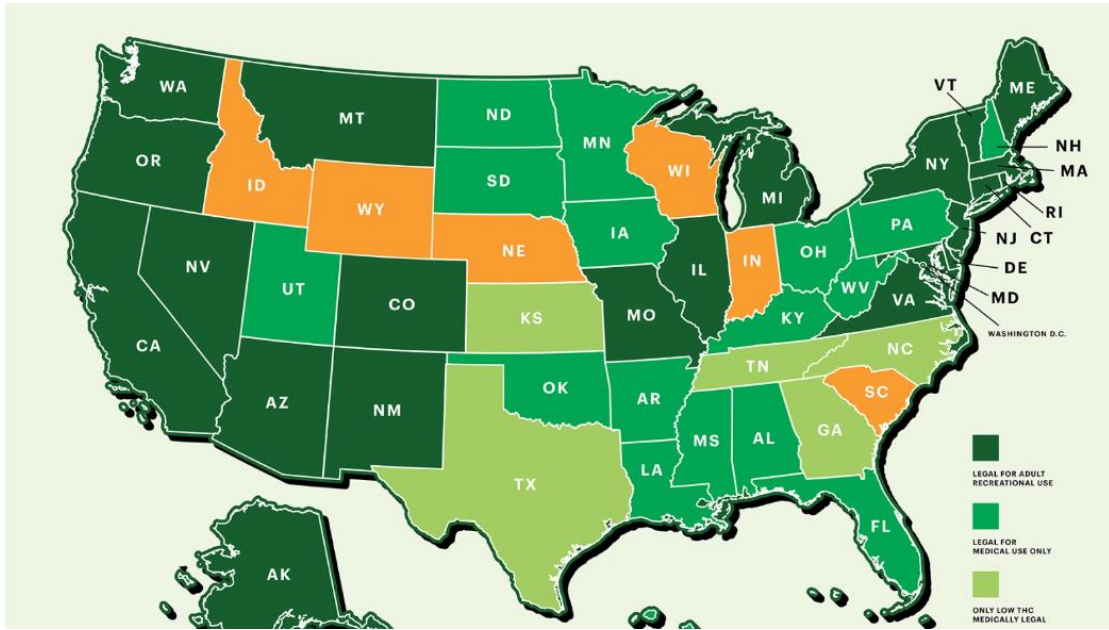 WA
MT
ND
MN
VT
ME
OR
ID
WY
SD
WI
MI
NY
NH
MA
RI
CT
NJ
NV
UT
CO
NE
IA
IL
IN
OH
PA
DE
MD
WASHINGTON D.C.
CA
AZ
NM
KS
MO
KY
WV
VA
OK
AR
TN
NC
SC
TX
LA
MS
AL
GA
FL
AK
LEGAL FOR ADULT
RECREATIONAL USE
LEGAL FOR
MEDICAL USE ONLY
ONLY LOW THC
MEDICALLY LEGAL